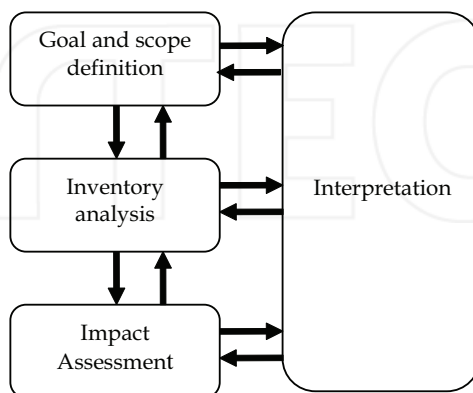 Goal and scope
definition
Inventory
analysis
Interpretation
Impact
Assessment